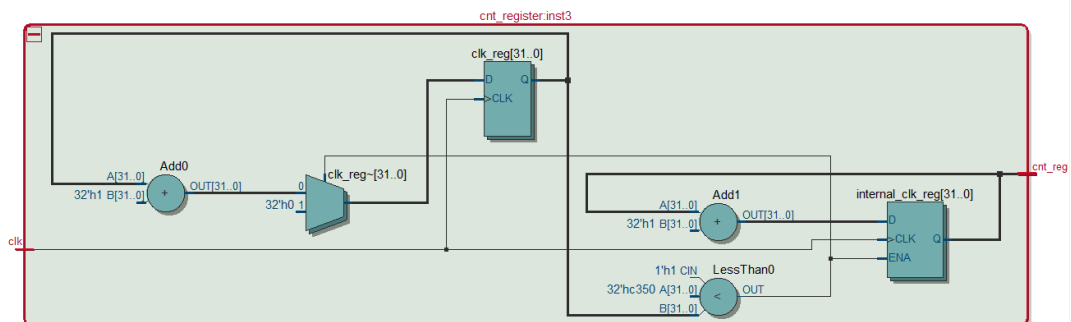 cnt_register:inst3
clk_reg[31..0]
D Q
>CLK
clk_reg~[31..0]
Add0
A[31..0]
OUT[31..0]
32'h1 B[31..0]
+
0
32'h0 1
cnt_reg
Add1
internal_clk_reg[31..0]
A[31..0]
OUT[31..0]
32'h1 B[31..0]
+
D
>CLK Q
ENA
clk
LessThan0
1'h1 CIN
32'hc350 A[31..0]
OUT
B[31..0]
<